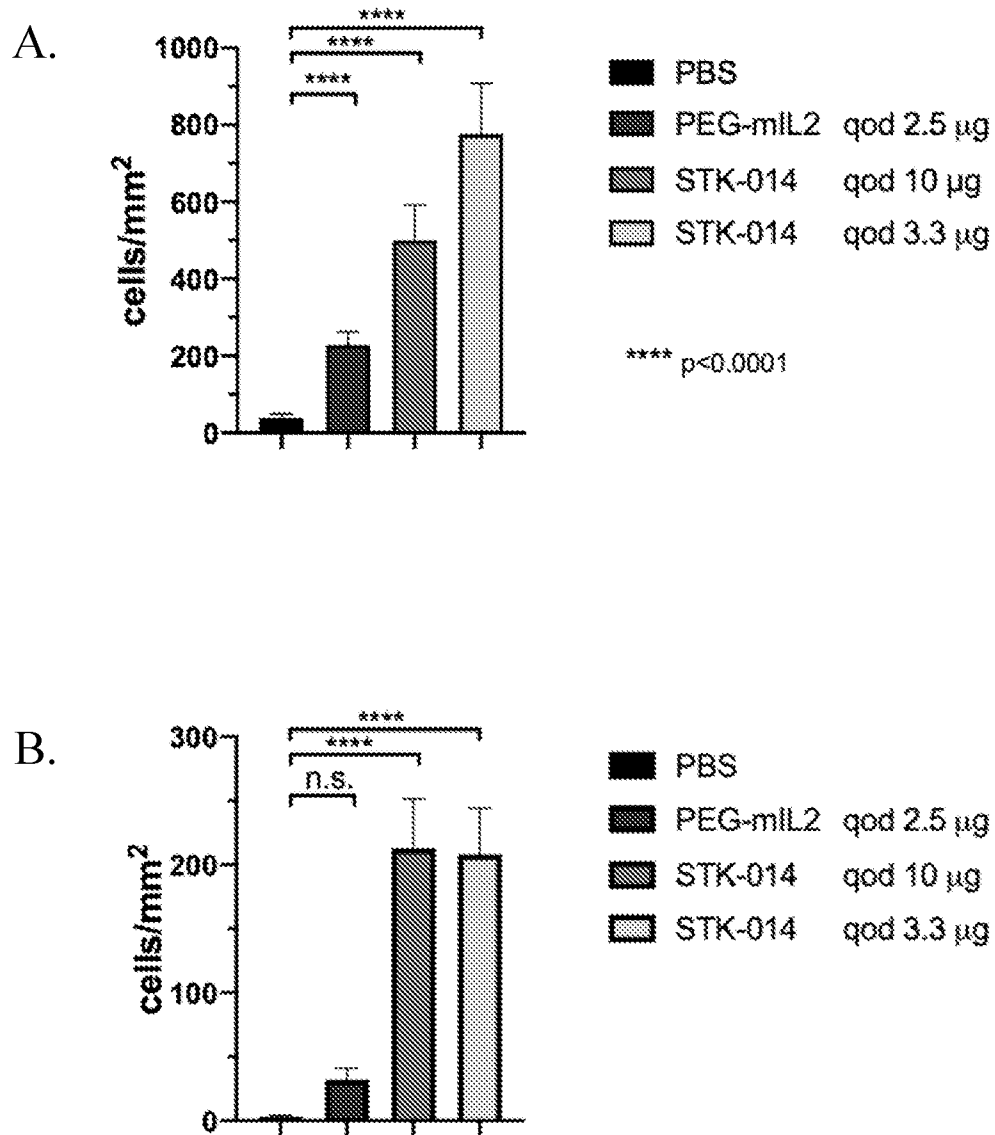 A.
****
****
****
1000
800
600
400
200
0
cells/mm²
PBS
PEG-mIL2 qod 2.5 µg
STK-014 qod 10 µg
STK-014 qod 3.3 µg
**** p<0.0001
B.
****
****
n.s.
300
200
100
0
cells/mm²
PBS
PEG-mIL2 qod 2.5 µg
STK-014 qod 10 µg
STK-014 qod 3.3 µg